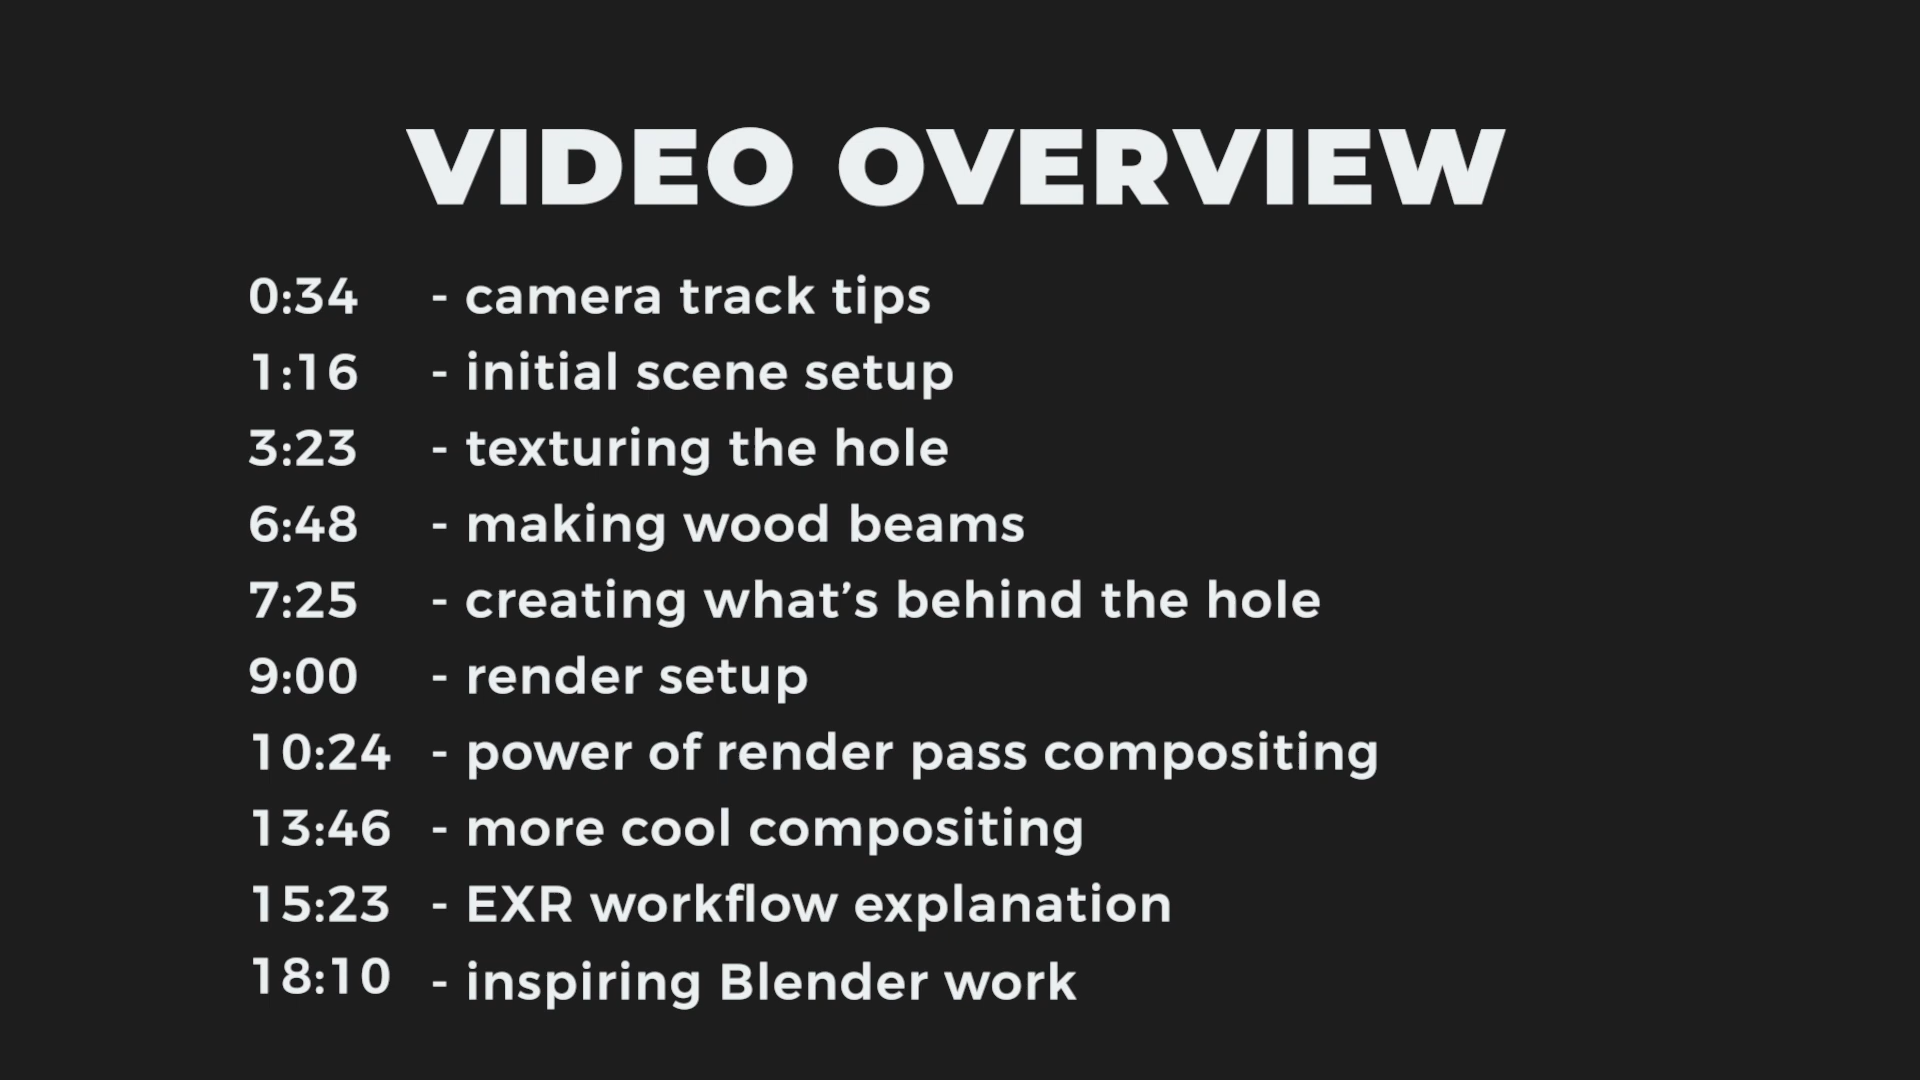 VIDEO OVERVIEW
0:34 - camera track tips
1:16 - initial scene setup
3:23 - texturing the hole
6:48 - making wood beams
7:25 - creating what’s behind the hole
9:00 - render setup
10:24 - power of render pass compositing
13:46 - more cool compositing
15:23 - EXR workflow explanation
18:10 - inspiring Blender work